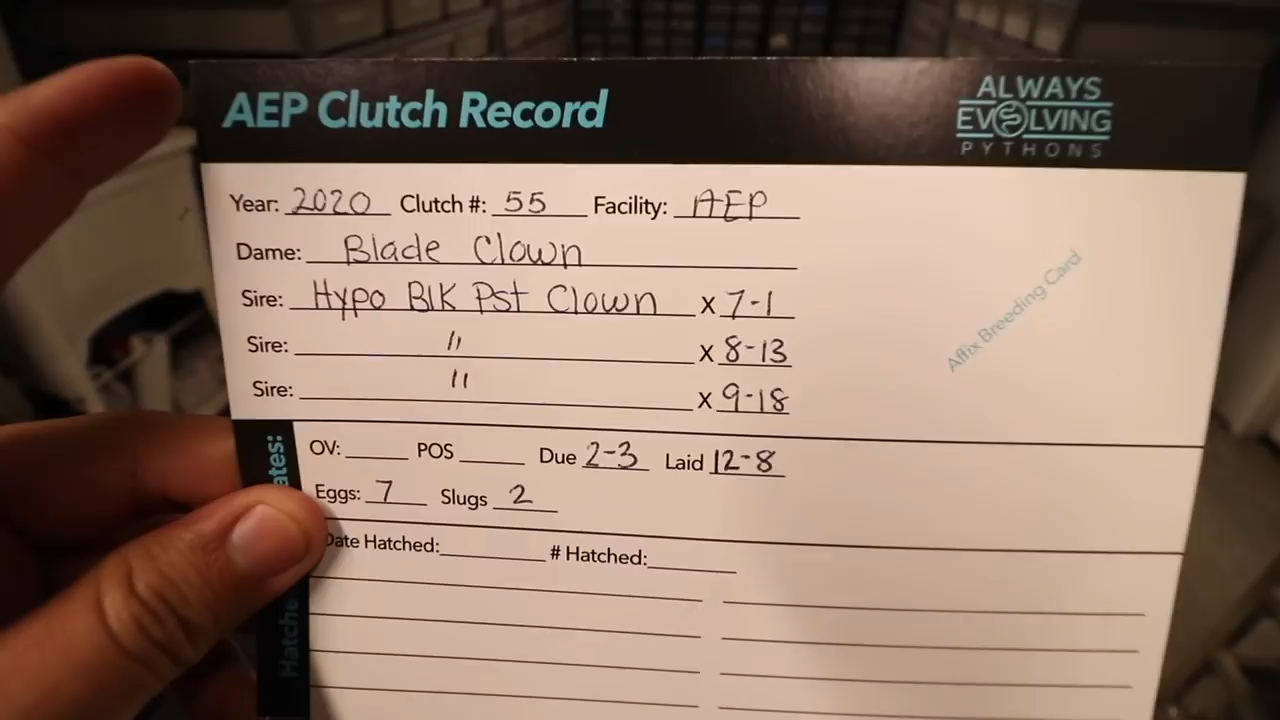 AEP Clutch Record
ALWAYS
EVOLVING
PYTHONS
Year: 2020 Clutch #: 55 Facility: AEP
Dame: Blade Clown
Sire: Hypo Blk Pst Clown x 7-1
Sire: " x 8-13
Sire: " x 9-18
Affix Breeding Card
OV: POS Due 2-3 Laid 12-8
Eggs: 7 Slugs 2
Date Hatched: # Hatched: